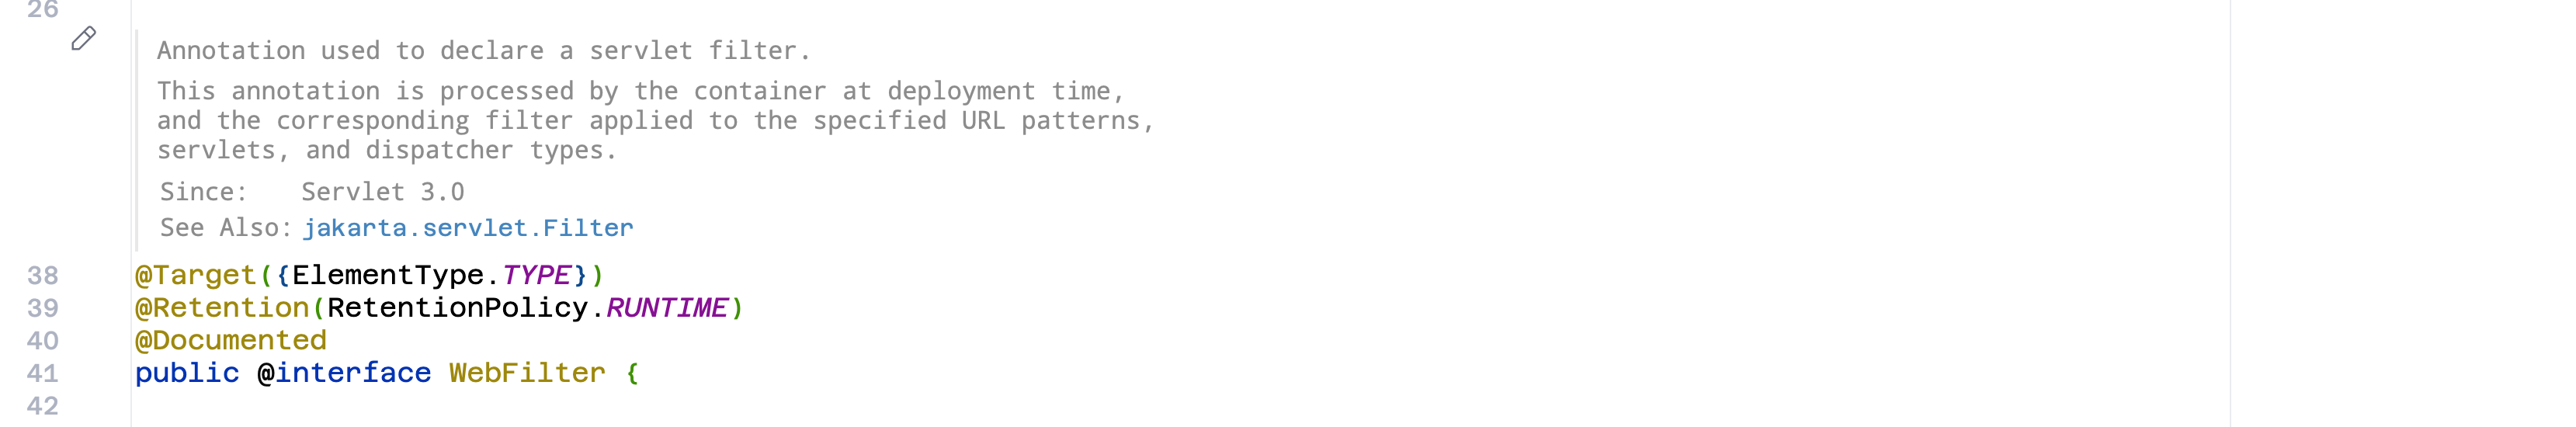 26
Annotation used to declare a servlet filter.
This annotation is processed by the container at deployment time,
and the corresponding filter applied to the specified URL patterns,
servlets, and dispatcher types.
Since: Servlet 3.0
See Also: jakarta.servlet.Filter
38 @Target({ElementType.TYPE})
39 @Retention(RetentionPolicy.RUNTIME)
40 @Documented
41 public @interface WebFilter {
42